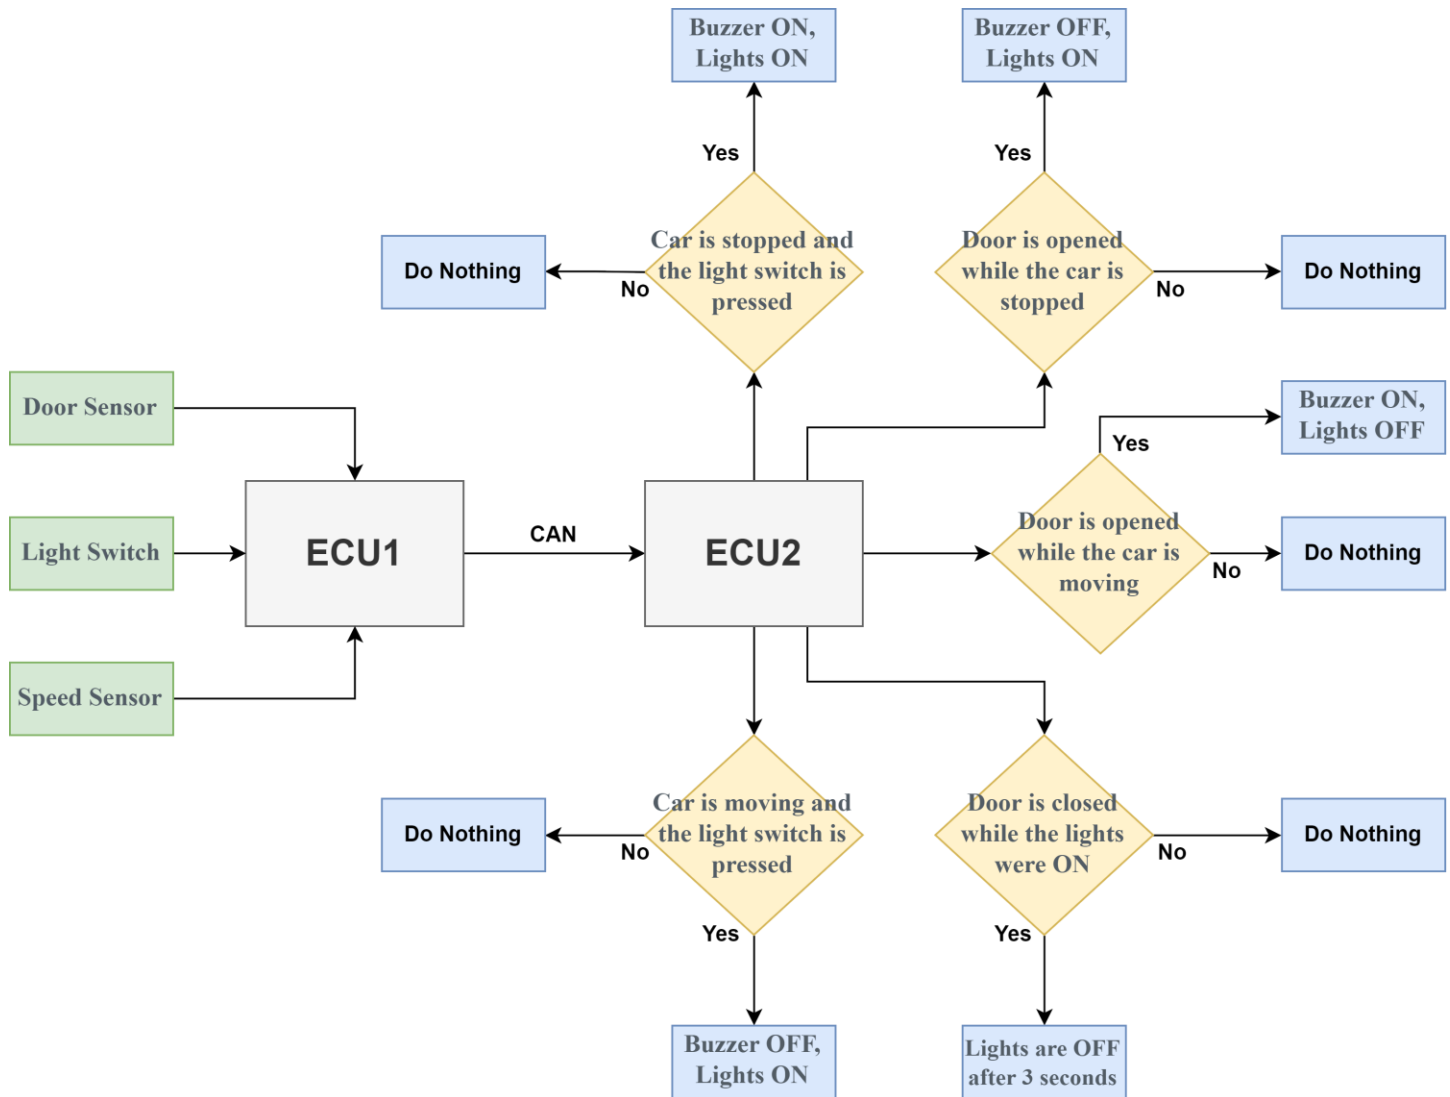 Buzzer ON,
Lights ON
Buzzer OFF,
Lights ON
Yes
Yes
Do Nothing
No
Car is stopped and
the light switch is
pressed
Door is opened
while the car is
stopped
No
Do Nothing
Door Sensor
Buzzer ON,
Lights OFF
Yes
Light Switch
ECU1
CAN
ECU2
Door is opened
while the car is
moving
No
Do Nothing
Speed Sensor
Do Nothing
No
Car is moving and
the light switch is
pressed
Door is closed
while the lights
were ON
No
Do Nothing
Yes
Yes
Buzzer OFF,
Lights ON
Lights are OFF
after 3 seconds